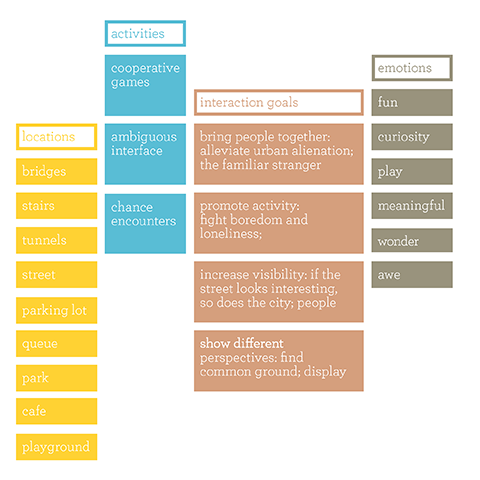 locations
bridges
stairs
tunnels
street
parking lot
queue
park
cafe
playground
activities
cooperative
games
ambiguous
interface
chance
encounters
interaction goals
bring people together:
alleviate urban alienation;
the familiar stranger
promote activity:
fight boredom and
loneliness;
increase visibility: if the
street looks interesting,
so does the city; people
show different
perspectives: find
common ground; display
emotions
fun
curiosity
play
meaningful
wonder
awe